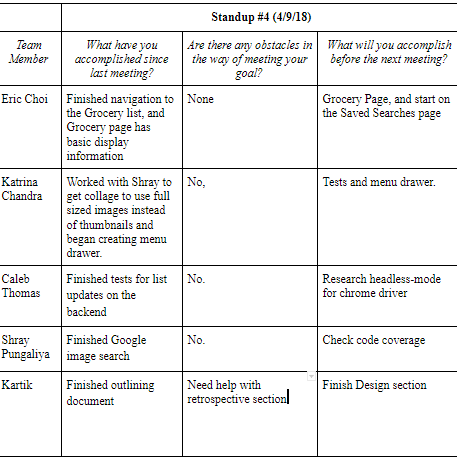 Standup #4 (4/9/18)
Team
Member
What have you
accomplished since
last meeting?
Are there any obstacles in
the way of meeting your
goal?
What will you accomplish
before the next meeting?
Eric Choi
Finished navigation to
the Grocery list, and
Grocery page has
basic display
information
None
Grocery Page, and start on
the Saved Searches page
Katrina
Chandra
Worked with Shray to
get collage to use full
sized images instead
of thumbnails and
began creating menu
drawer.
No,
Tests and menu drawer.
Caleb
Thomas
Finished tests for list
updates on the
backend
No.
Research headless-mode
for chrome driver
Shray
Pungaliya
Finished Google
image search
No.
Check code coverage
Kartik
Finished outlining
document
Need help with
retrospective section
Finish Design section